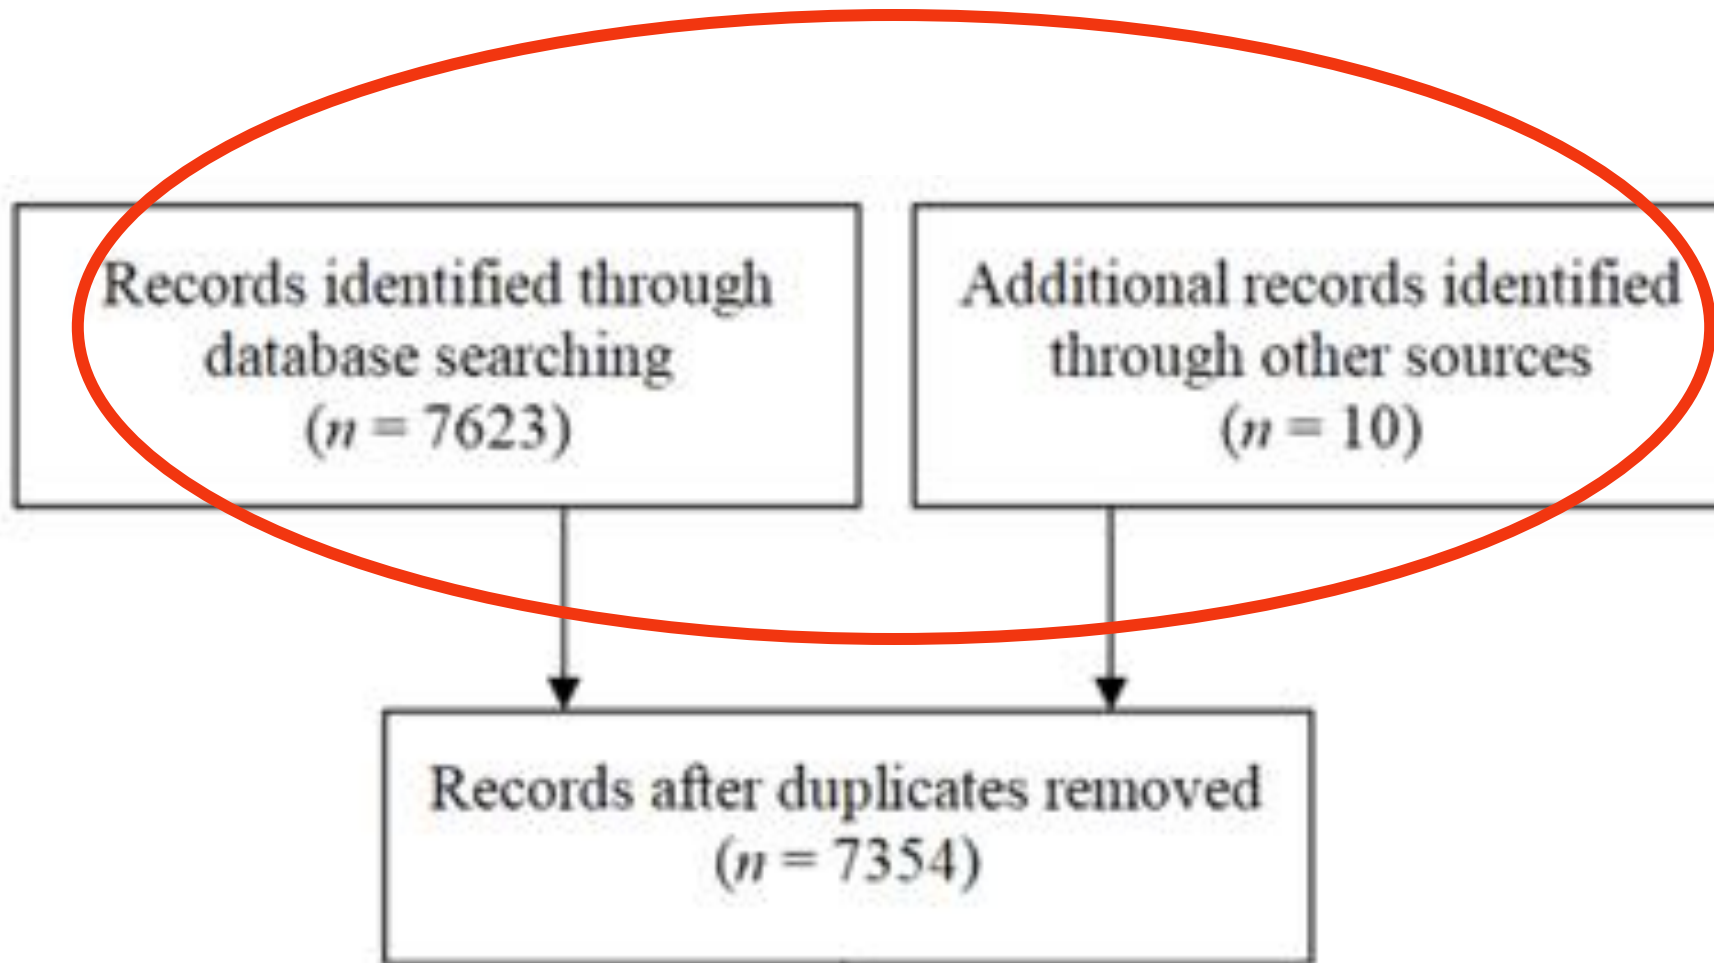 Records identified through
database searching
(n = 7623)
Additional records identified
through other sources
(n = 10)
Records after duplicates removed
(n = 7354)